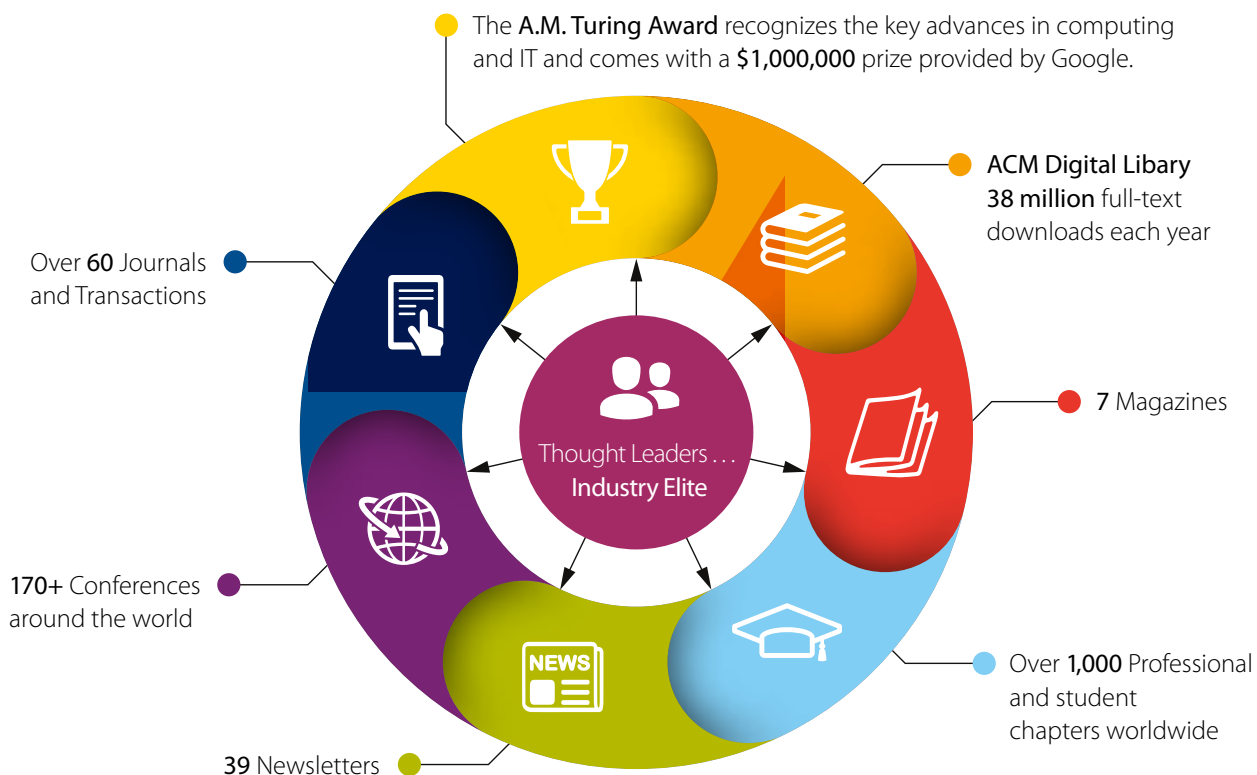 The A.M. Turing Award recognizes the key advances in computing
and IT and comes with a $1,000,000 prize provided by Google.
ACM Digital Libary
38 million full-text
downloads each year
7 Magazines
Over 1,000 Professional
and student
chapters worldwide
39 Newsletters
170+ Conferences
around the world
Over 60 Journals
and Transactions
Thought Leaders ...
Industry Elite
NEWS